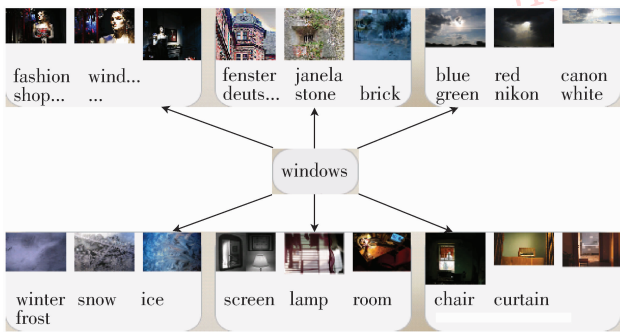 fashion wind...
shop... ...
fenster janela
deuts... stone brick
blue red canon
green nikon white
windows
winter snow ice
frost
screen lamp room
chair curtain